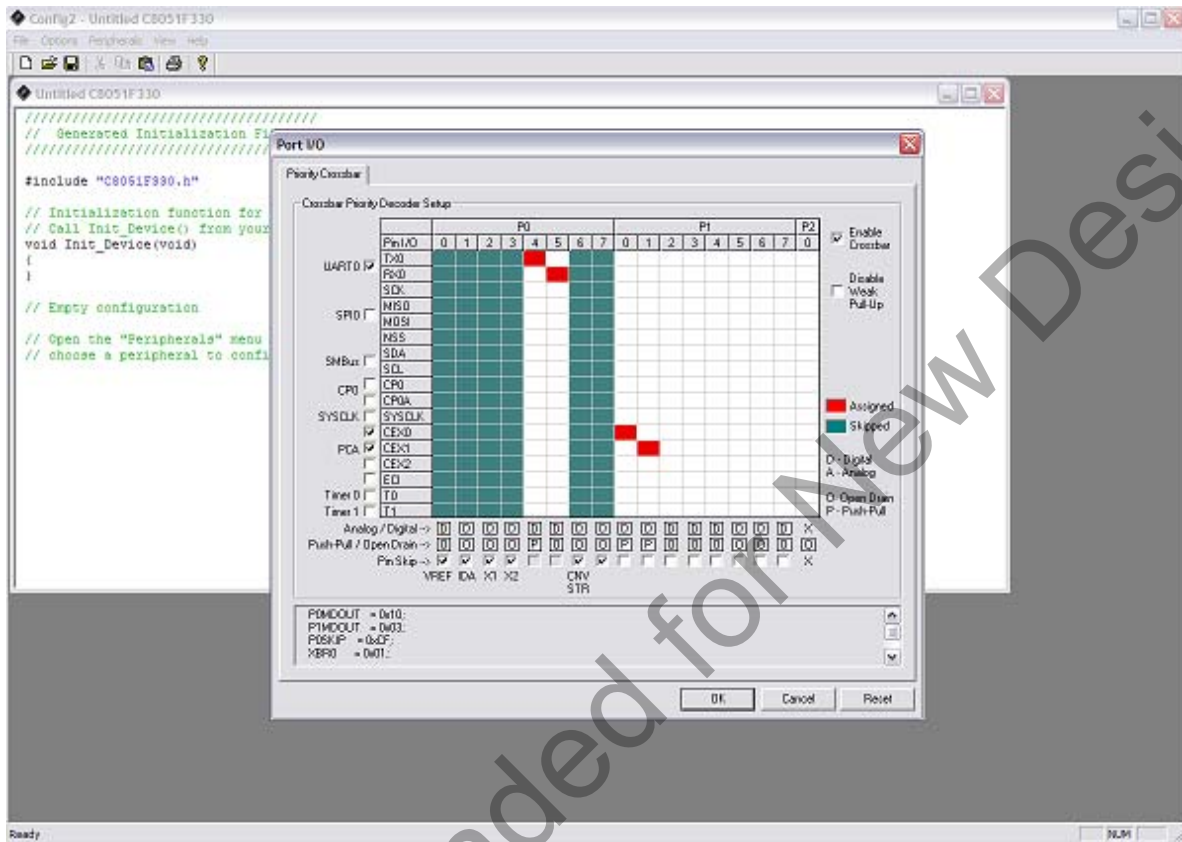 Config2 - Untitled C8051F330
File Options Peripherals View Help
Untitled C8051F330
//////////////////////////////////////
// Generated Initialization Fi
#include "C8051F330.h"
// Initialization function for
// Call Init_Device() from your
void Init_Device(void)
{
}
// Empty configuration
// Open the "Peripherals" menu
// choose a peripheral to confi
Port I/O
Priority Crossbar
Crossbar Priority Decoder Setup
P0 P1 P2
Pin I/O 0 1 2 3 4 5 6 7 0 1 2 3 4 5 6 7 0
UART0 TX0
RX0
SCK
SPI0 MISO
MOSI
NSS
SMBus SDA
SCL
CP0 CP0
CP0A
SYSCLK SYSCLK
CEX0
PCA CEX1
CEX2
ECI
Timer 0 T0
Timer 1 T1
Analog / Digital -> D D D D D D D D D D D D D D D D X
Push-Pull / Open Drain -> O O O O P O O O P P O O O O O O O
Pin Skip -> X
VREF IDA X1 X2 CNV
STR
Enable
Crossbar
Disable
Weak
Pull-Up
Assigned
Skipped
D - Digital
A - Analog
O - Open Drain
P - Push-Pull
P0MDOUT = 0x10;
P1MDOUT = 0x03;
P0SKIP = 0xCF;
XBR0 = 0x01;
OK Cancel Reset
Ready
NUM
nded for New Desi